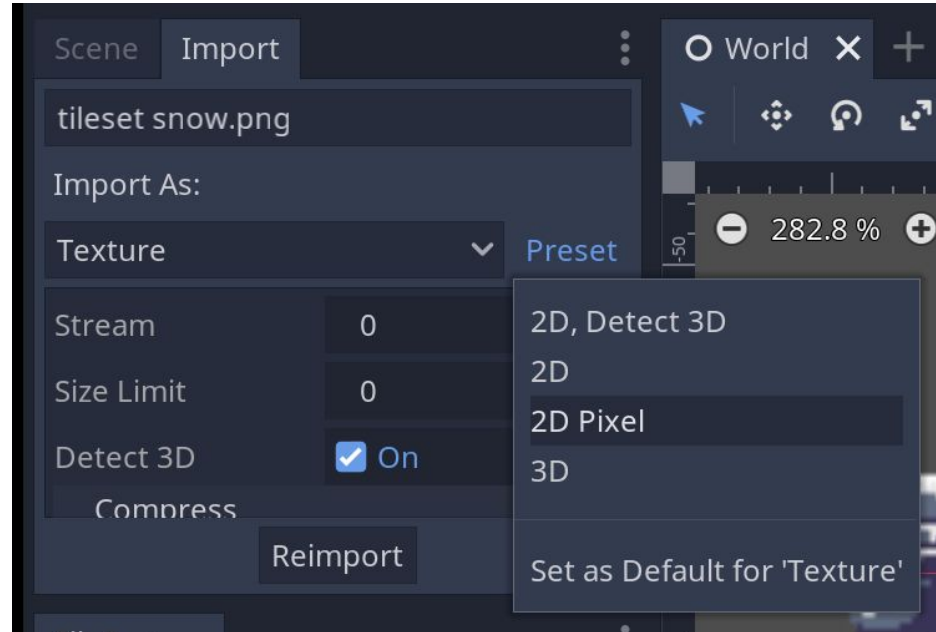 Scene Import
World
tileset snow.png
Import As:
Texture
Preset
282.8 %
-50
Stream 0
Size Limit 0
Detect 3D On
Compress
Reimport
2D, Detect 3D
2D
2D Pixel
3D
Set as Default for 'Texture'